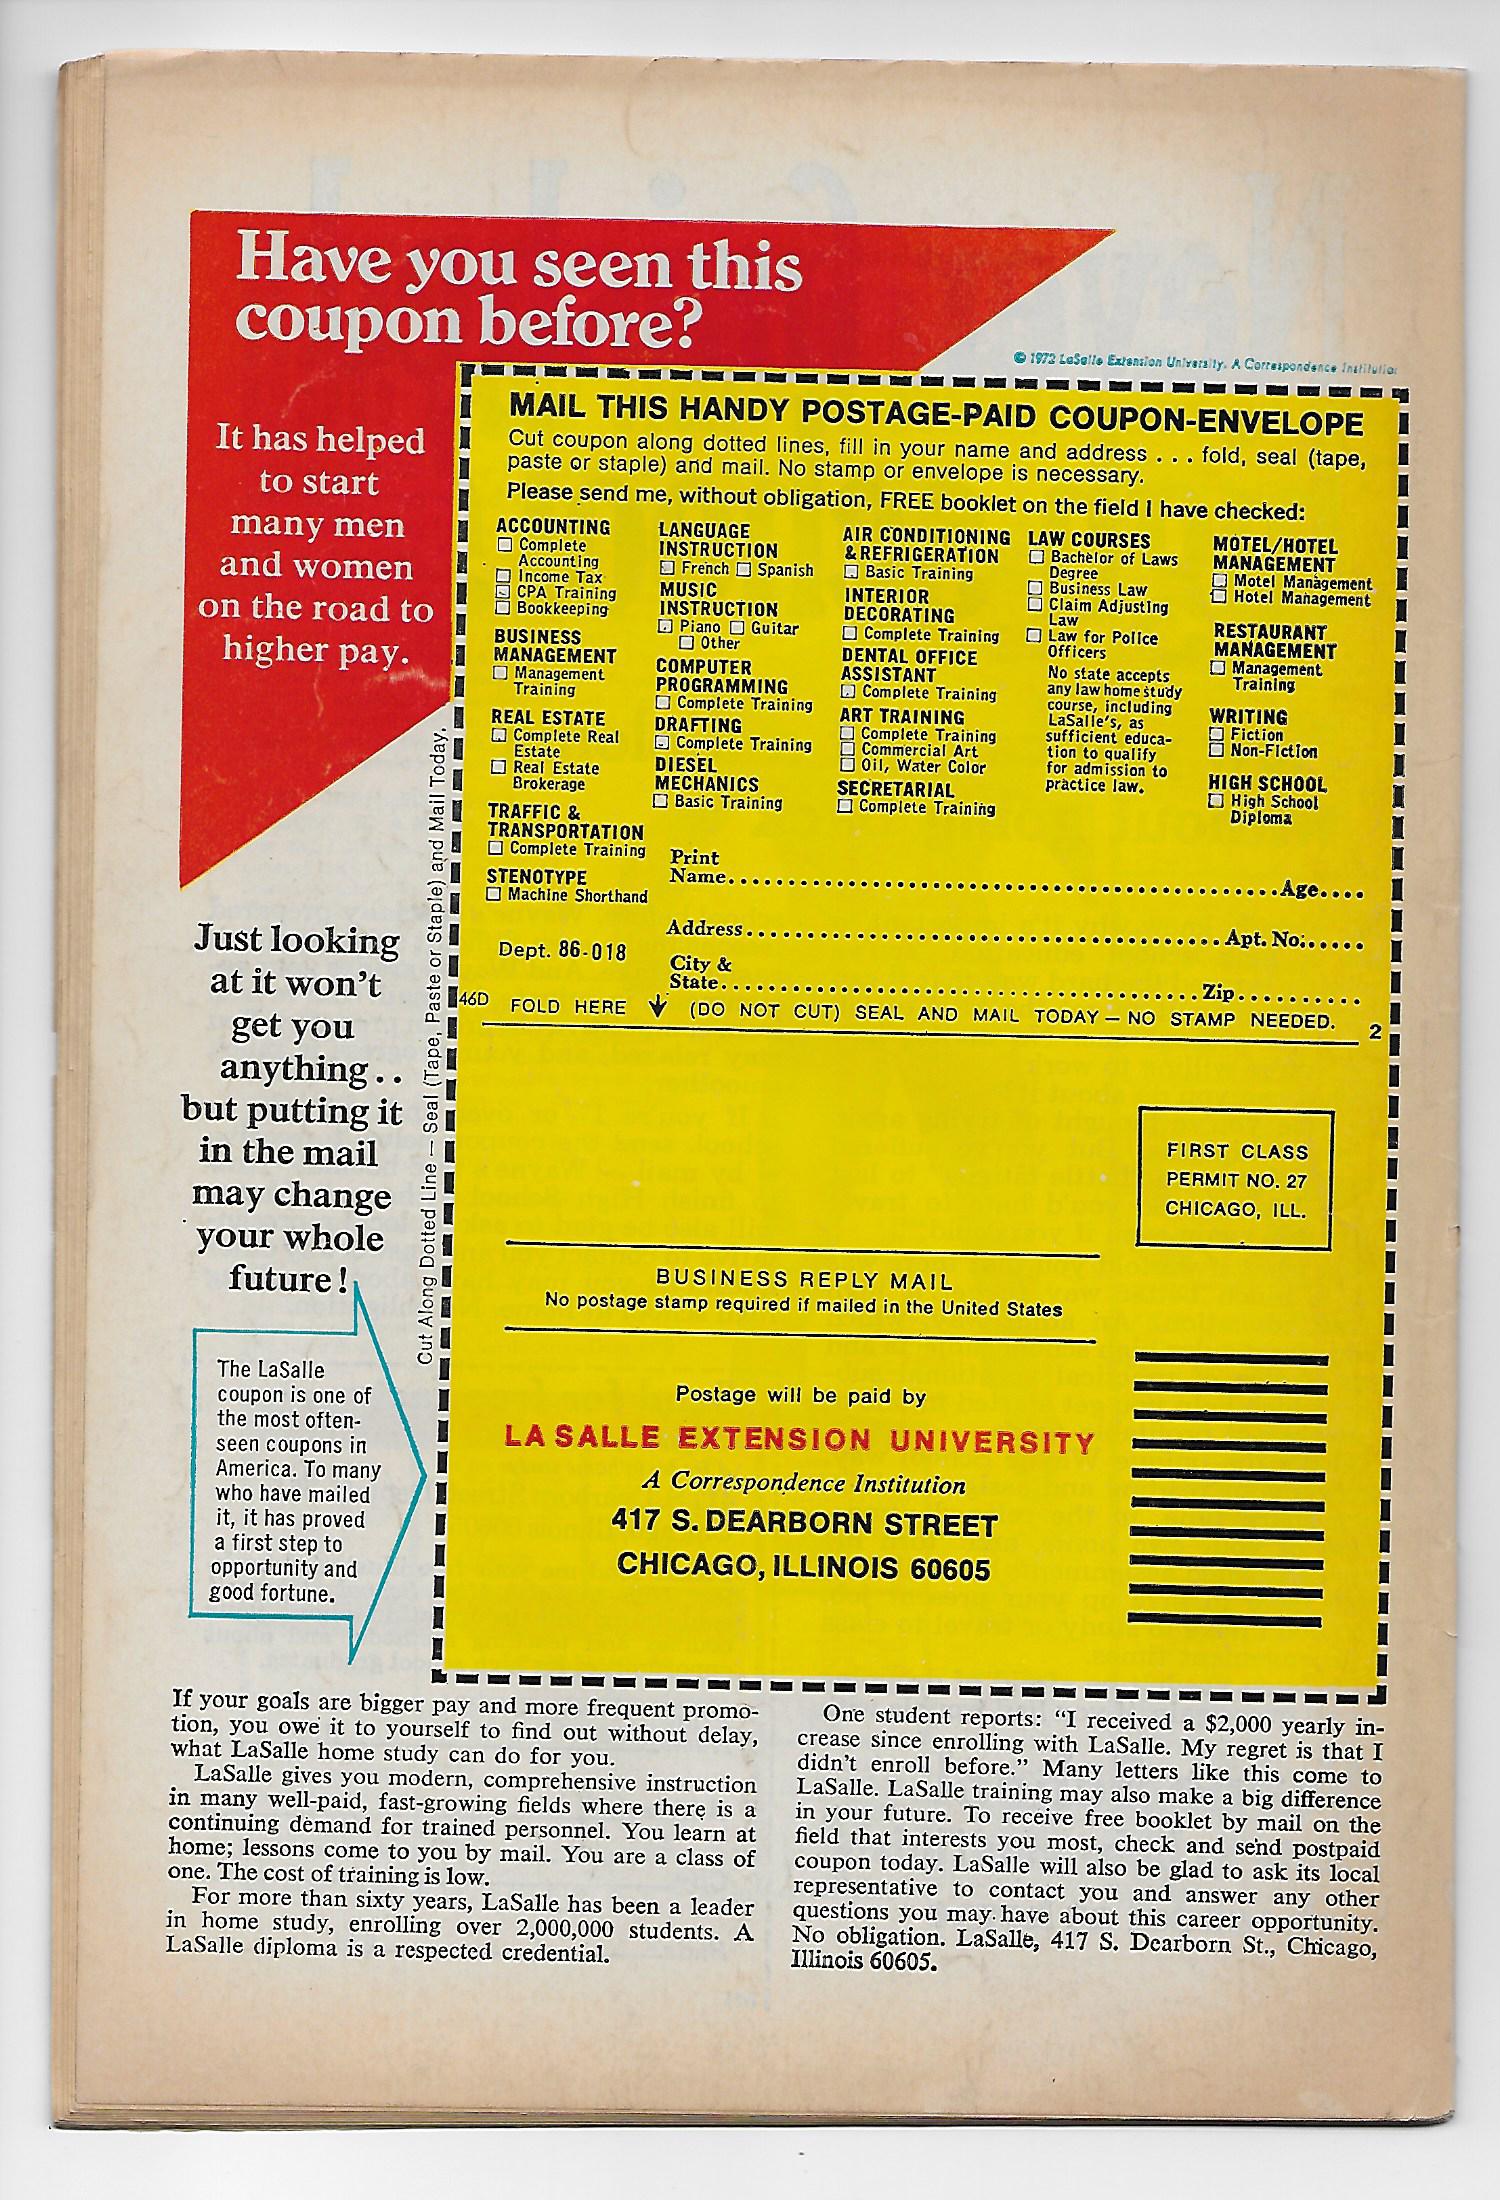 Have you seen this
coupon before?
© 1972 LaSalle Extension University. A Correspondence Institution
It has helped
to start
many men
and women
on the road to
higher pay.
Just looking
at it won't
get you
anything..
but putting it
in the mail
may change
your whole
future!
The LaSalle
coupon is one of
the most often-
seen coupons in
America. To many
who have mailed
it, it has proved
a first step to
opportunity and
good fortune.
Cut Along Dotted Line — Seal (Tape, Paste or Staple) and Mail Today.
MAIL THIS HANDY POSTAGE-PAID COUPON-ENVELOPE
Cut coupon along dotted lines, fill in your name and address . . . fold, seal (tape,
paste or staple) and mail. No stamp or envelope is necessary.
Please send me, without obligation, FREE booklet on the field I have checked:
ACCOUNTING
Complete
Accounting
Income Tax
CPA Training
Bookkeeping
BUSINESS
MANAGEMENT
Management
Training
REAL ESTATE
Complete Real
Estate
Real Estate
Brokerage
TRAFFIC &
TRANSPORTATION
Complete Training
STENOTYPE
Machine Shorthand
LANGUAGE
INSTRUCTION
French Spanish
MUSIC
INSTRUCTION
Piano Guitar
Other
COMPUTER
PROGRAMMING
Complete Training
DRAFTING
Complete Training
DIESEL
MECHANICS
Basic Training
AIR CONDITIONING
& REFRIGERATION
Basic Training
INTERIOR
DECORATING
Complete Training
DENTAL OFFICE
ASSISTANT
Complete Training
ART TRAINING
Complete Training
Commercial Art
Oil, Water Color
SECRETARIAL
Complete Training
LAW COURSES
Bachelor of Laws
Degree
Business Law
Claim Adjusting
Law
Law for Police
Officers
No state accepts
any law home study
course, including
LaSalle's, as
sufficient educa-
tion to qualify
for admission to
practice law.
MOTEL/HOTEL
MANAGEMENT
Motel Management
Hotel Management
RESTAURANT
MANAGEMENT
Management
Training
WRITING
Fiction
Non-Fiction
HIGH SCHOOL
High School
Diploma
Print
Name.............................................Age....
Address.......................................Apt. No:.....
Dept. 86-018
City &
State.......................................Zip..........
46D
FOLD HERE ↓ (DO NOT CUT) SEAL AND MAIL TODAY — NO STAMP NEEDED.
2
FIRST CLASS
PERMIT NO. 27
CHICAGO, ILL.
BUSINESS REPLY MAIL
No postage stamp required if mailed in the United States
Postage will be paid by
LA SALLE EXTENSION UNIVERSITY
A Correspondence Institution
417 S. DEARBORN STREET
CHICAGO, ILLINOIS 60605
If your goals are bigger pay and more frequent promo-
tion, you owe it to yourself to find out without delay,
what LaSalle home study can do for you.
LaSalle gives you modern, comprehensive instruction
in many well-paid, fast-growing fields where there is a
continuing demand for trained personnel. You learn at
home; lessons come to you by mail. You are a class of
one. The cost of training is low.
For more than sixty years, LaSalle has been a leader
in home study, enrolling over 2,000,000 students. A
LaSalle diploma is a respected credential.
One student reports: "I received a $2,000 yearly in-
crease since enrolling with LaSalle. My regret is that I
didn't enroll before." Many letters like this come to
LaSalle. LaSalle training may also make a big difference
in your future. To receive free booklet by mail on the
field that interests you most, check and send postpaid
coupon today. LaSalle will also be glad to ask its local
representative to contact you and answer any other
questions you may have about this career opportunity.
No obligation. LaSalle, 417 S. Dearborn St., Chicago,
Illinois 60605.